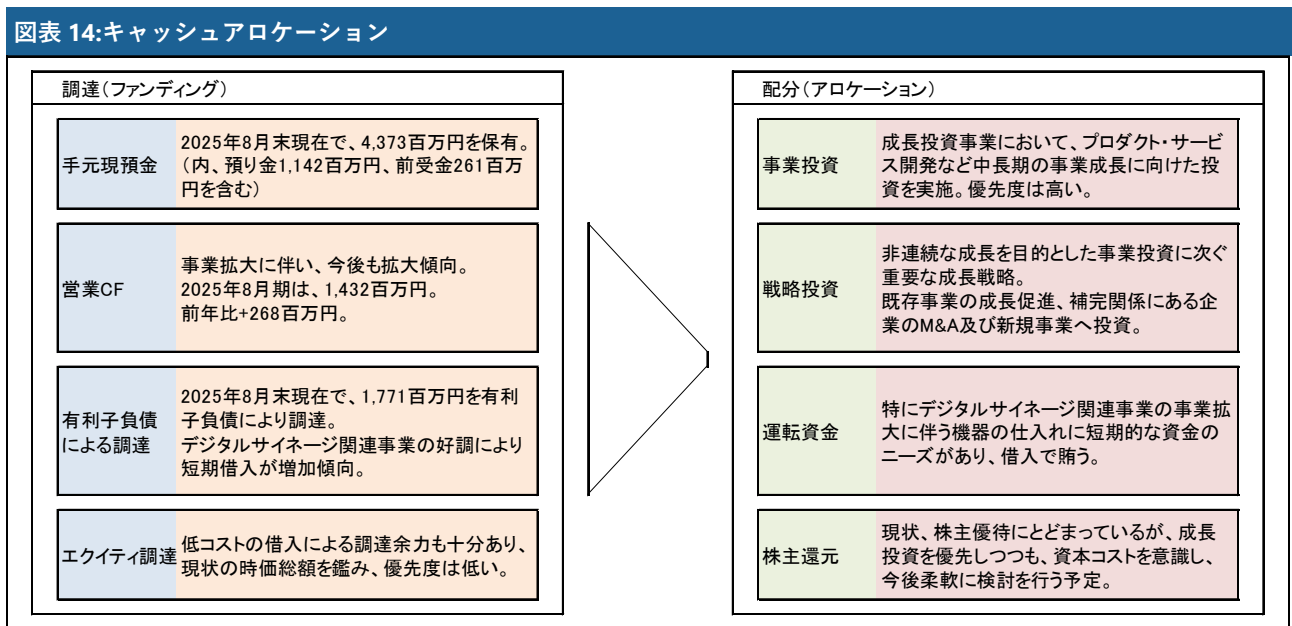 図表 14:キャッシュアロケーション
調達(ファンディング)
手元現預金
2025年8月末現在で、4,373百万円を保有。
(内、預り金1,142百万円、前受金261百万
円を含む)
営業CF
事業拡大に伴い、今後も拡大傾向。
2025年8月期は、1,432百万円。
前年比+268百万円。
有利子負債
による調達
2025年8月末現在で、1,771百万円を有利
子負債により調達。
デジタルサイネージ関連事業の好調により
短期借入が増加傾向。
エクイティ調達
低コストの借入による調達余力も十分あり、
現状の時価総額を鑑み、優先度は低い。
配分(アロケーション)
事業投資
成長投資事業において、プロダクト・サービ
ス開発など中長期の事業成長に向けた投
資を実施。優先度は高い。
戦略投資
非連続な成長を目的とした事業投資に次ぐ
重要な成長戦略。
既存事業の成長促進、補完関係にある企
業のM&A及び新規事業へ投資。
運転資金
特にデジタルサイネージ関連事業の事業拡
大に伴う機器の仕入れに短期的な資金の
ニーズがあり、借入で賄う。
株主還元
現状、株主優待にとどまっているが、成長
投資を優先しつつも、資本コストを意識し、
今後柔軟に検討を行う予定。